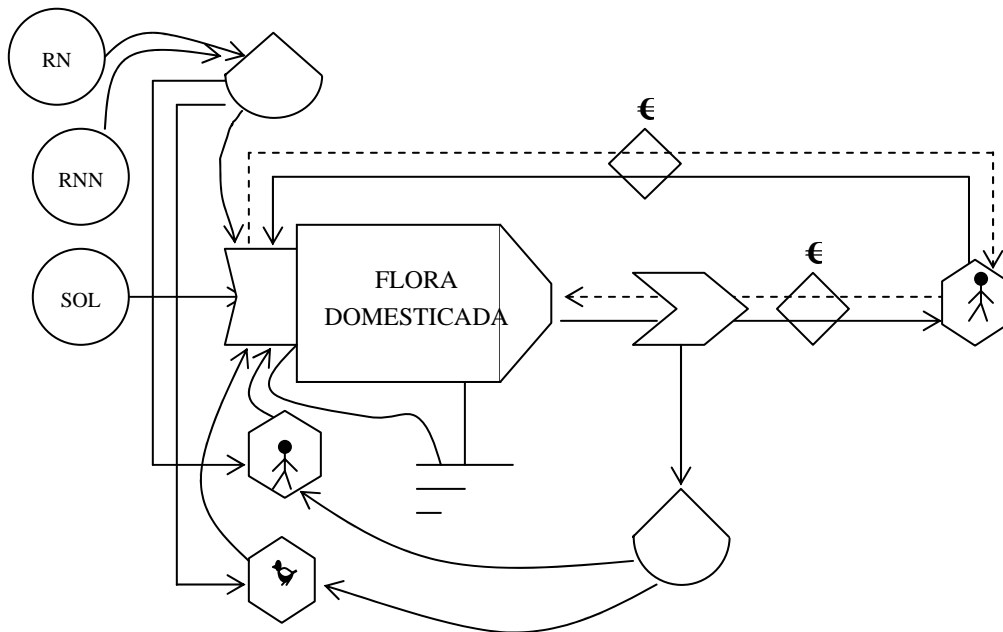 RN
€
RNN
€
SOL
FLORA
DOMESTICADA